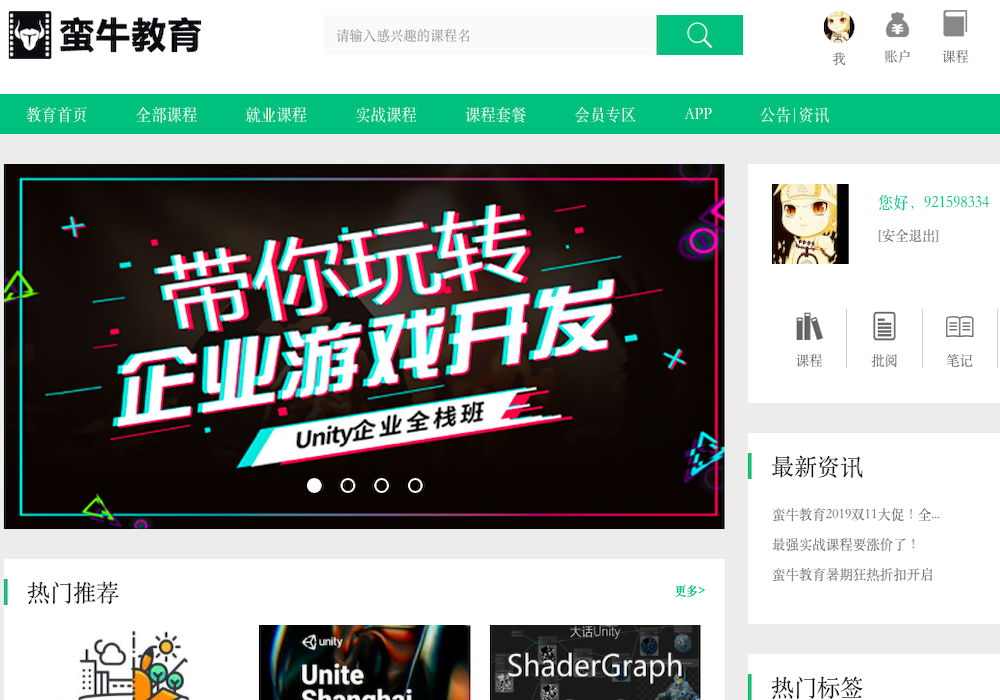 蛮牛教育
请输入感兴趣的课程名
我
账户
课程
教育首页 全部课程 就业课程 实战课程 课程套餐 会员专区 APP 公告|资讯
带你玩转
企业游戏开发
Unity企业全栈班
您好，921598334
[安全退出]
课程 批阅 笔记
最新资讯
蛮牛教育2019双11大促！全...
最强实战课程要涨价了！
蛮牛教育暑期狂热折扣开启
热门推荐
更多>
unity
Unite
Shanghai
大话Unity
ShaderGraph
热门标签